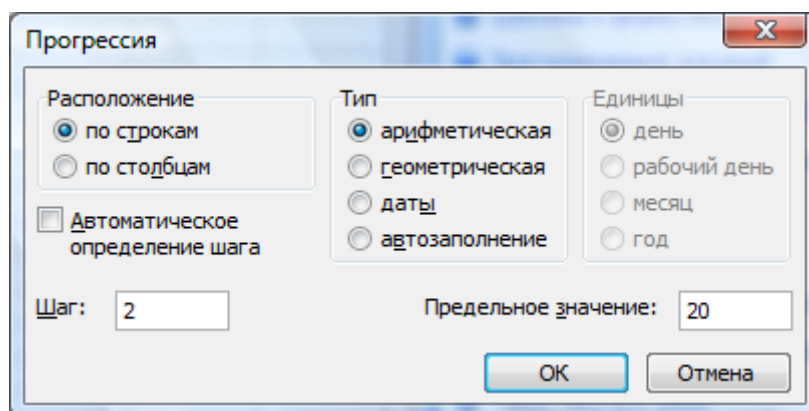 Прогрессия
Расположение
по строкам
по столбцам
Автоматическое
определение шага
Тип
арифметическая
геометрическая
даты
автозаполнение
Единицы
день
рабочий день
месяц
год
Шаг: 2
Предельное значение: 20
ОК
Отмена